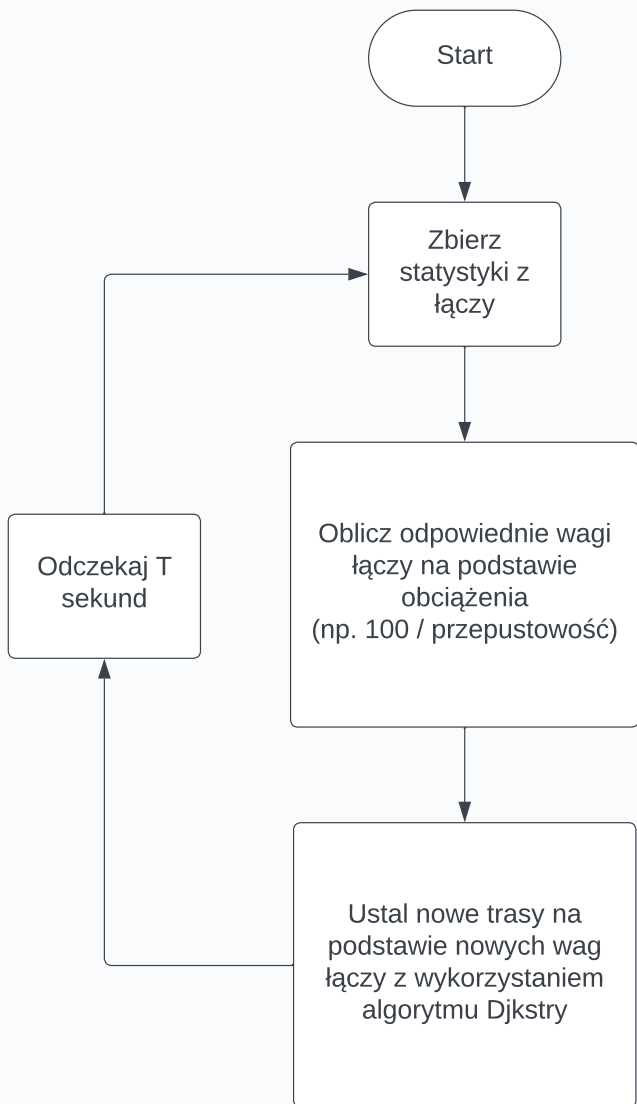 Start
Zbierz
statystyki z
łączy
Oblicz odpowiednie wagi
łączy na podstawie
obciążenia
(np. 100 / przepustowość)
Odczekaj T
sekund
Ustal nowe trasy na
podstawie nowych wag
łączy z wykorzystaniem
algorytmu Djkstry